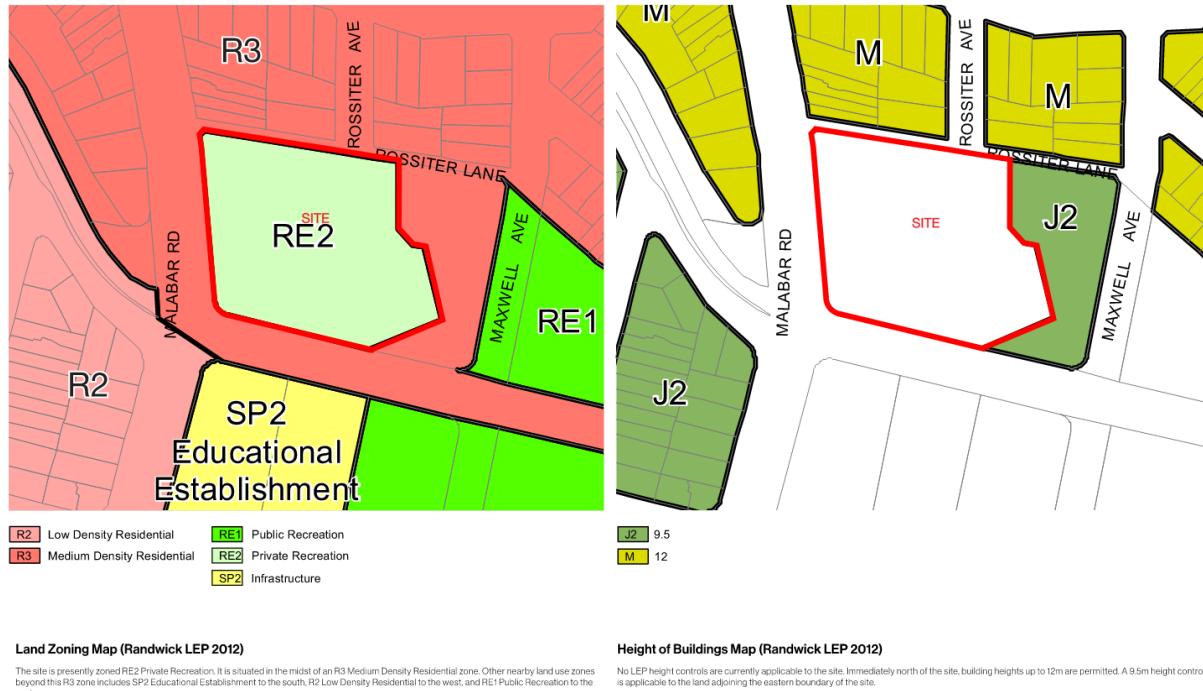 R3
ROSSITER AVE
ROSSITER LANE
SITE
RE2
MALABAR RD
MAXWELL AVE
RE1
R2
SP2
Educational
Establishment
R2 Low Density Residential
R3 Medium Density Residential
RE1 Public Recreation
RE2 Private Recreation
SP2 Infrastructure
Land Zoning Map (Randwick LEP 2012)
The site is presently zoned RE2 Private Recreation. It is situated in the midst of an R3 Medium Density Residential zone. Other nearby land use zones
beyond this R3 zone includes SP2 Educational Establishment to the south, R2 Low Density Residential to the west, and RE1 Public Recreation to the
M
M
ROSSITER AVE
M
ROSSITER LANE
SITE
J2
MALABAR RD
MAXWELL AVE
J2
J2 9.5
M 12
Height of Buildings Map (Randwick LEP 2012)
No LEP height controls are currently applicable to the site. Immediately north of the site, building heights up to 12m are permitted. A 9.5m height contro
is applicable to the land adjoining the eastern boundary of the site.